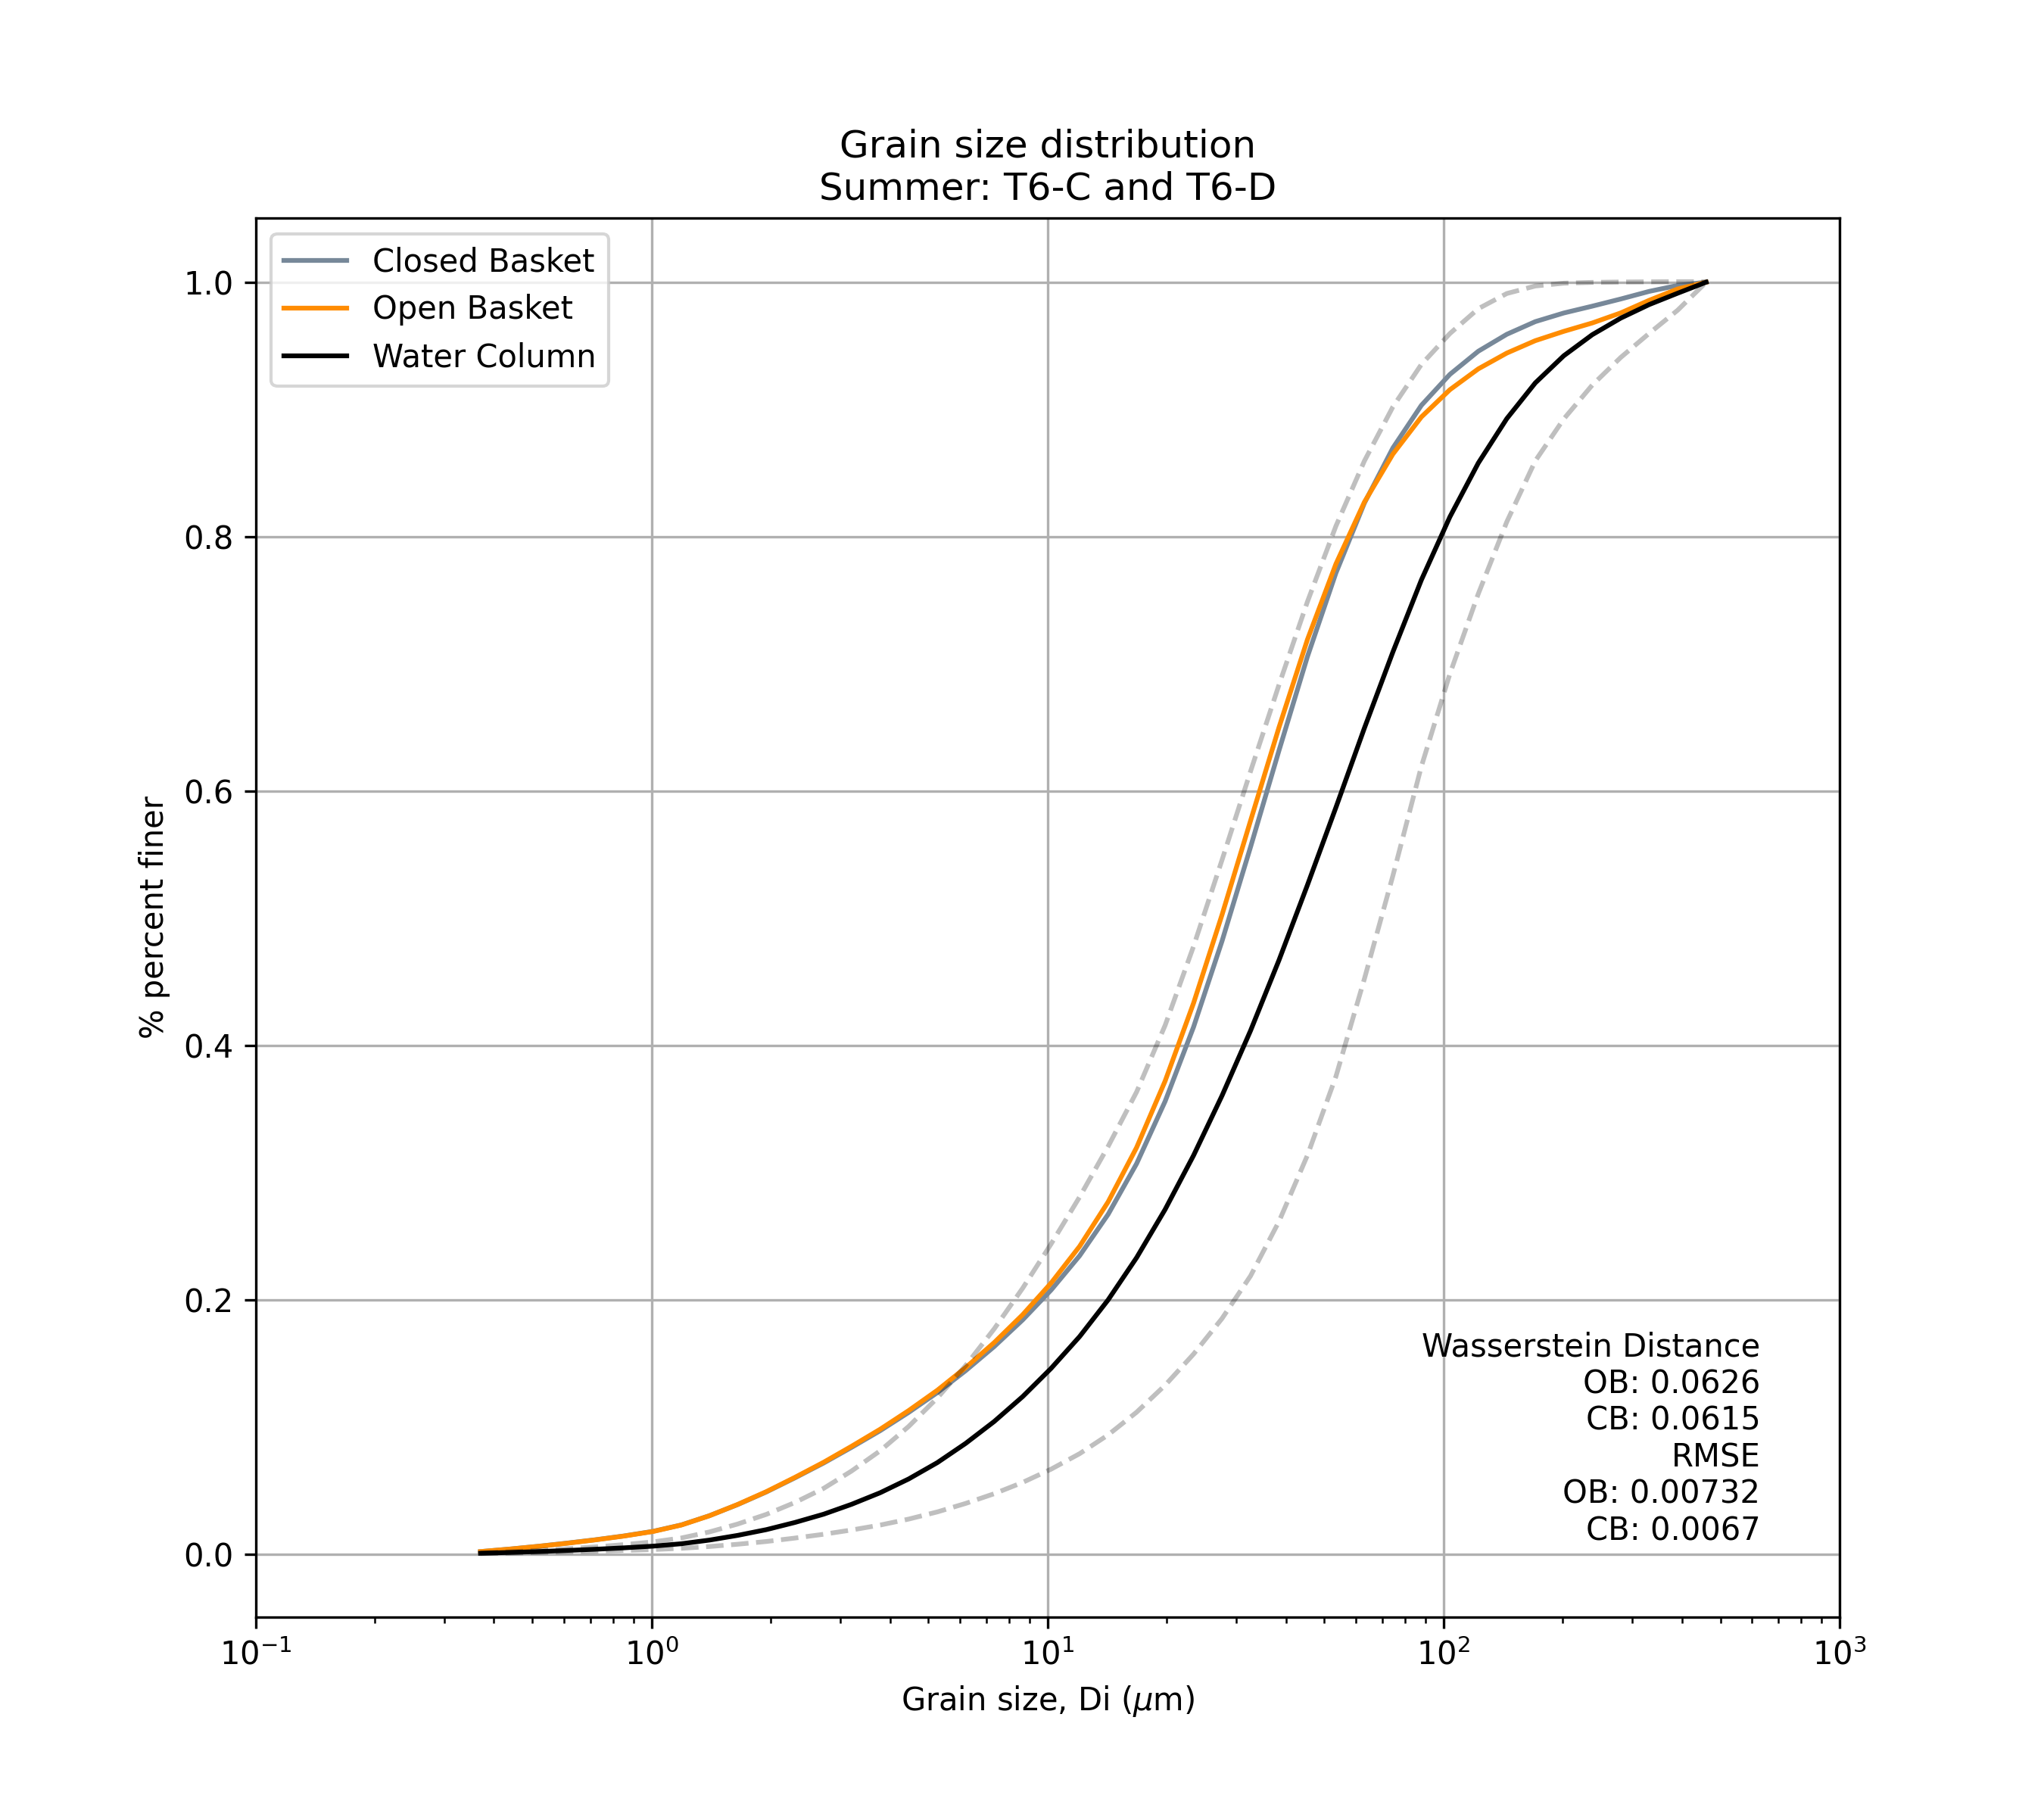 Grain size distribution
Summer: T6-C and T6-D
Closed Basket
Open Basket
Water Column
1.0
0.8
0.6
0.4
0.2
0.0
% percent finer
Wasserstein Distance
OB: 0.0626
CB: 0.0615
RMSE
OB: 0.00732
CB: 0.0067
10⁻¹ 10⁰ 10¹ 10² 10³
Grain size, Di (μm)